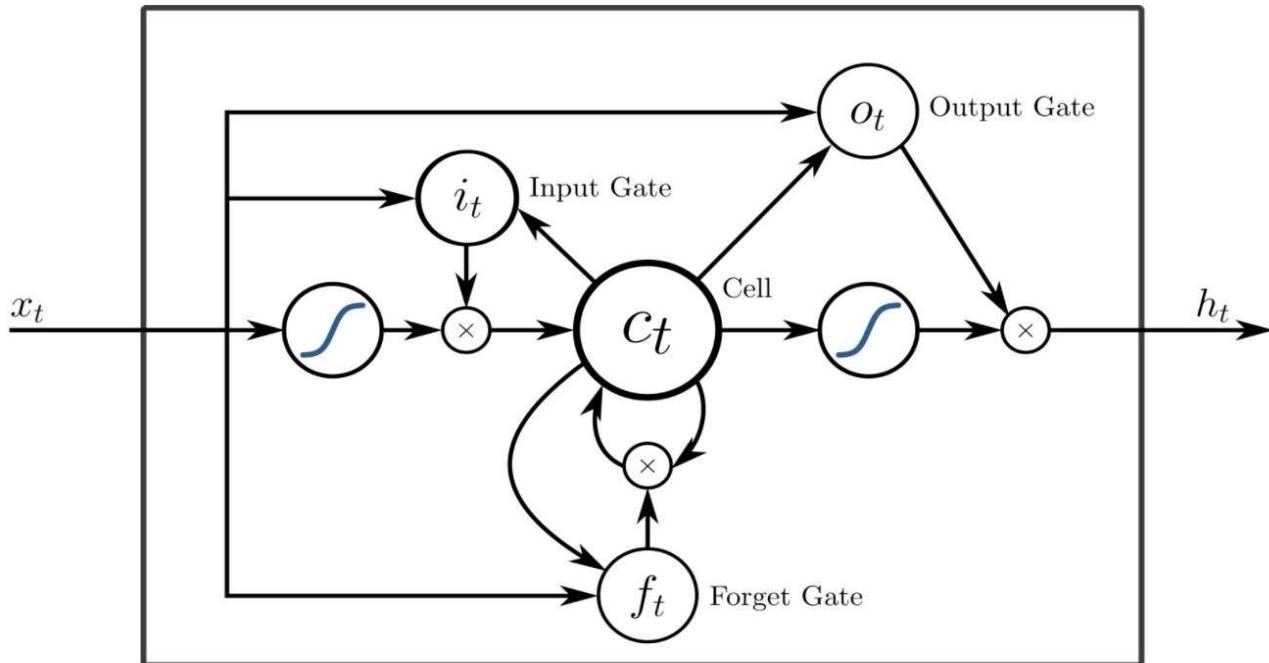 o_t Output Gate
i_t Input Gate
Cell
x_t
× c_t × h_t
×
f_t Forget Gate